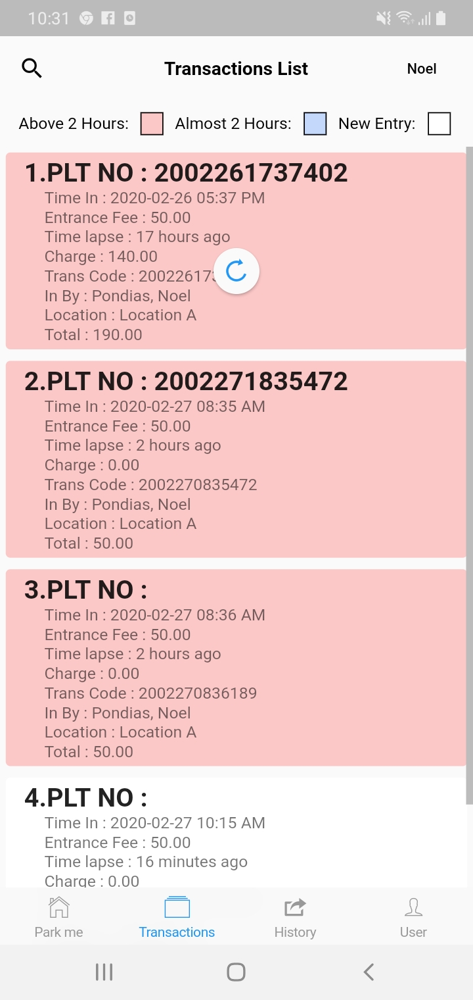 10:31
Transactions List
Noel
Above 2 Hours: Almost 2 Hours: New Entry:
1.PLT NO : 2002261737402
Time In : 2020-02-26 05:37 PM
Entrance Fee : 50.00
Time lapse : 17 hours ago
Charge : 140.00
Trans Code :
In By : Pondias, Noel
Location : Location A
Total : 190.00
2.PLT NO : 2002271835472
Time In : 2020-02-27 08:35 AM
Entrance Fee : 50.00
Time lapse : 2 hours ago
Charge : 0.00
Trans Code : 2002270835472
In By : Pondias, Noel
Location : Location A
Total : 50.00
3.PLT NO :
Time In : 2020-02-27 08:36 AM
Entrance Fee : 50.00
Time lapse : 2 hours ago
Charge : 0.00
Trans Code : 2002270836189
In By : Pondias, Noel
Location : Location A
Total : 50.00
4.PLT NO :
Time In : 2020-02-27 10:15 AM
Entrance Fee : 50.00
Time lapse : 16 minutes ago
Charge : 0.00
Park me
Transactions
History
User